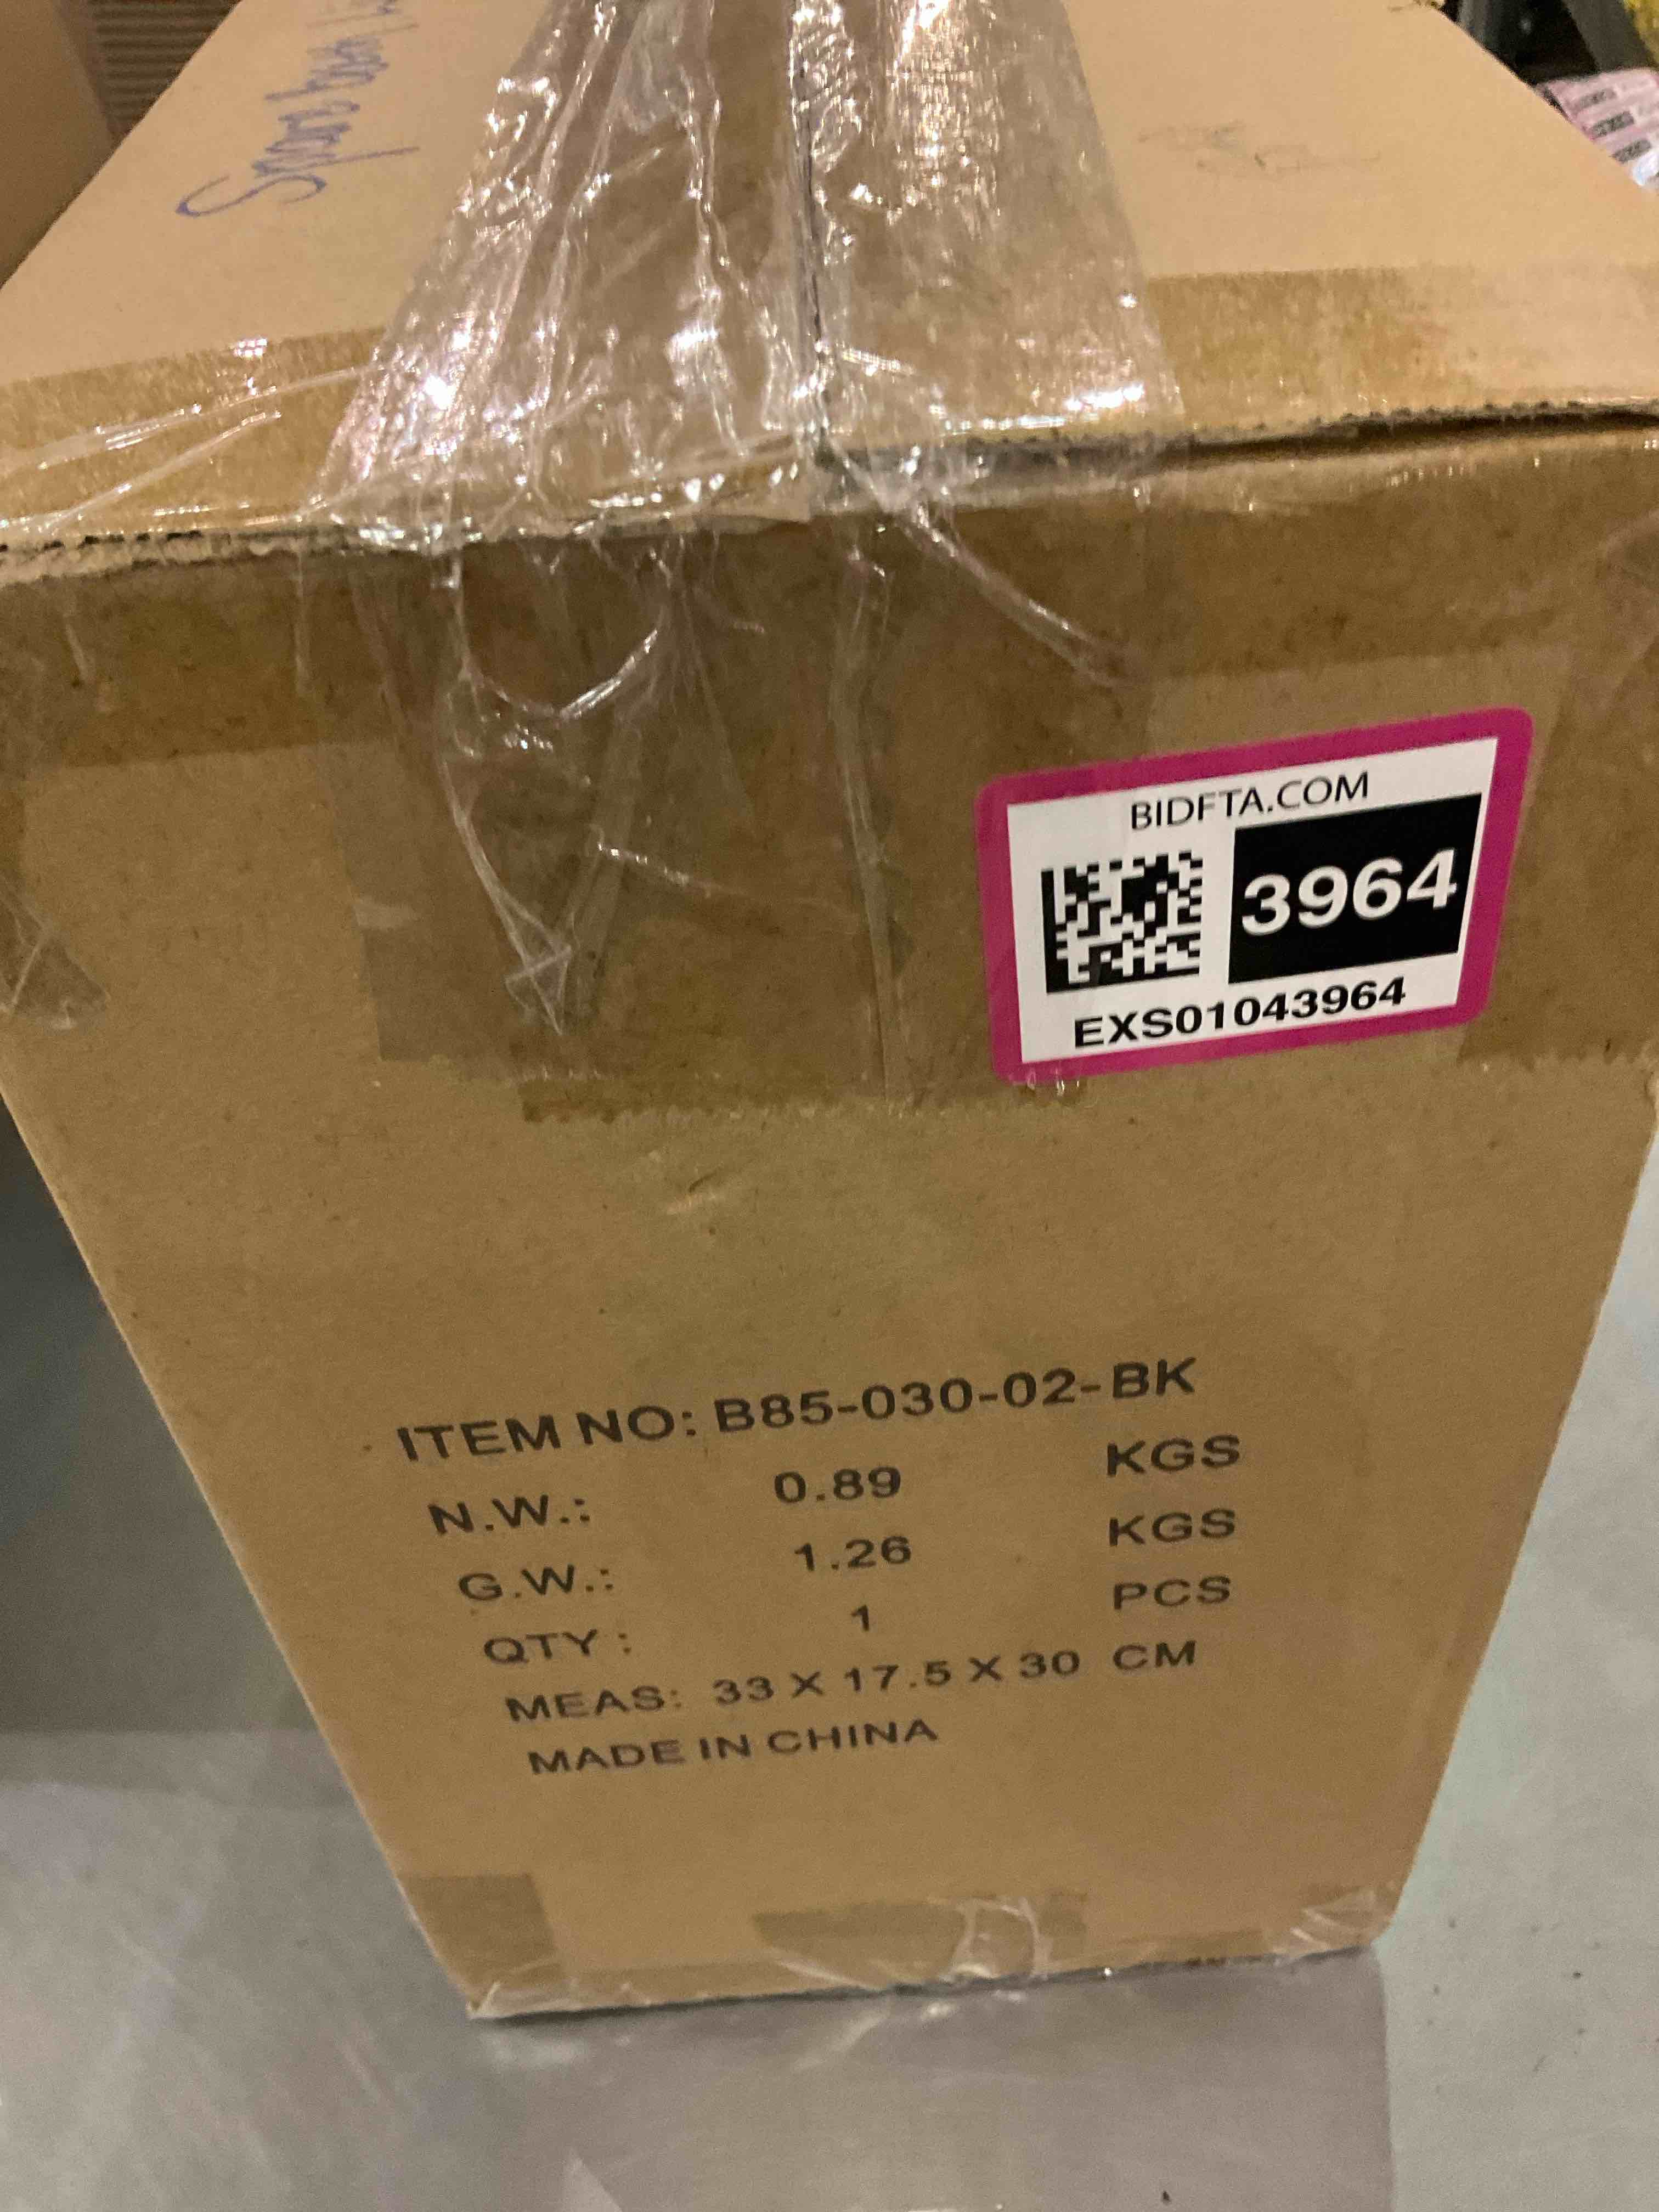 BIDFTA.COM
3964
EXS01043964
ITEM NO: B85-030-02-BK
N.W.: 0.89 KGS
G.W.: 1.26 KGS
QTY : 1 PCS
MEAS: 33 X 17.5 X 30 CM
MADE IN CHINA